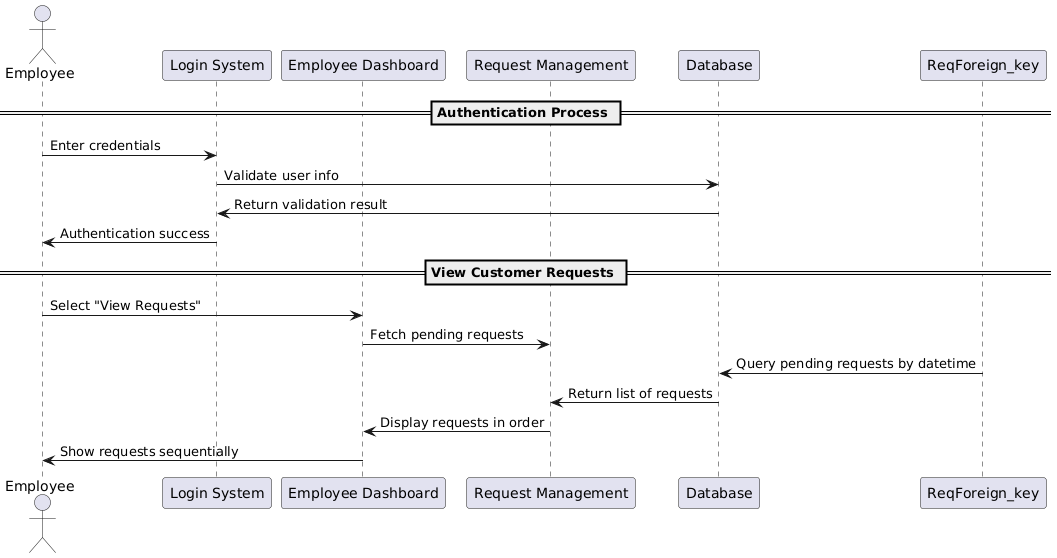 Employee
Login System
Employee Dashboard
Request Management
Database
ReqForeign_key
Authentication Process
Enter credentials
Validate user info
Return validation result
Authentication success
View Customer Requests
Select "View Requests"
Fetch pending requests
Query pending requests by datetime
Return list of requests
Display requests in order
Show requests sequentially
Employee
Login System
Employee Dashboard
Request Management
Database
ReqForeign_key